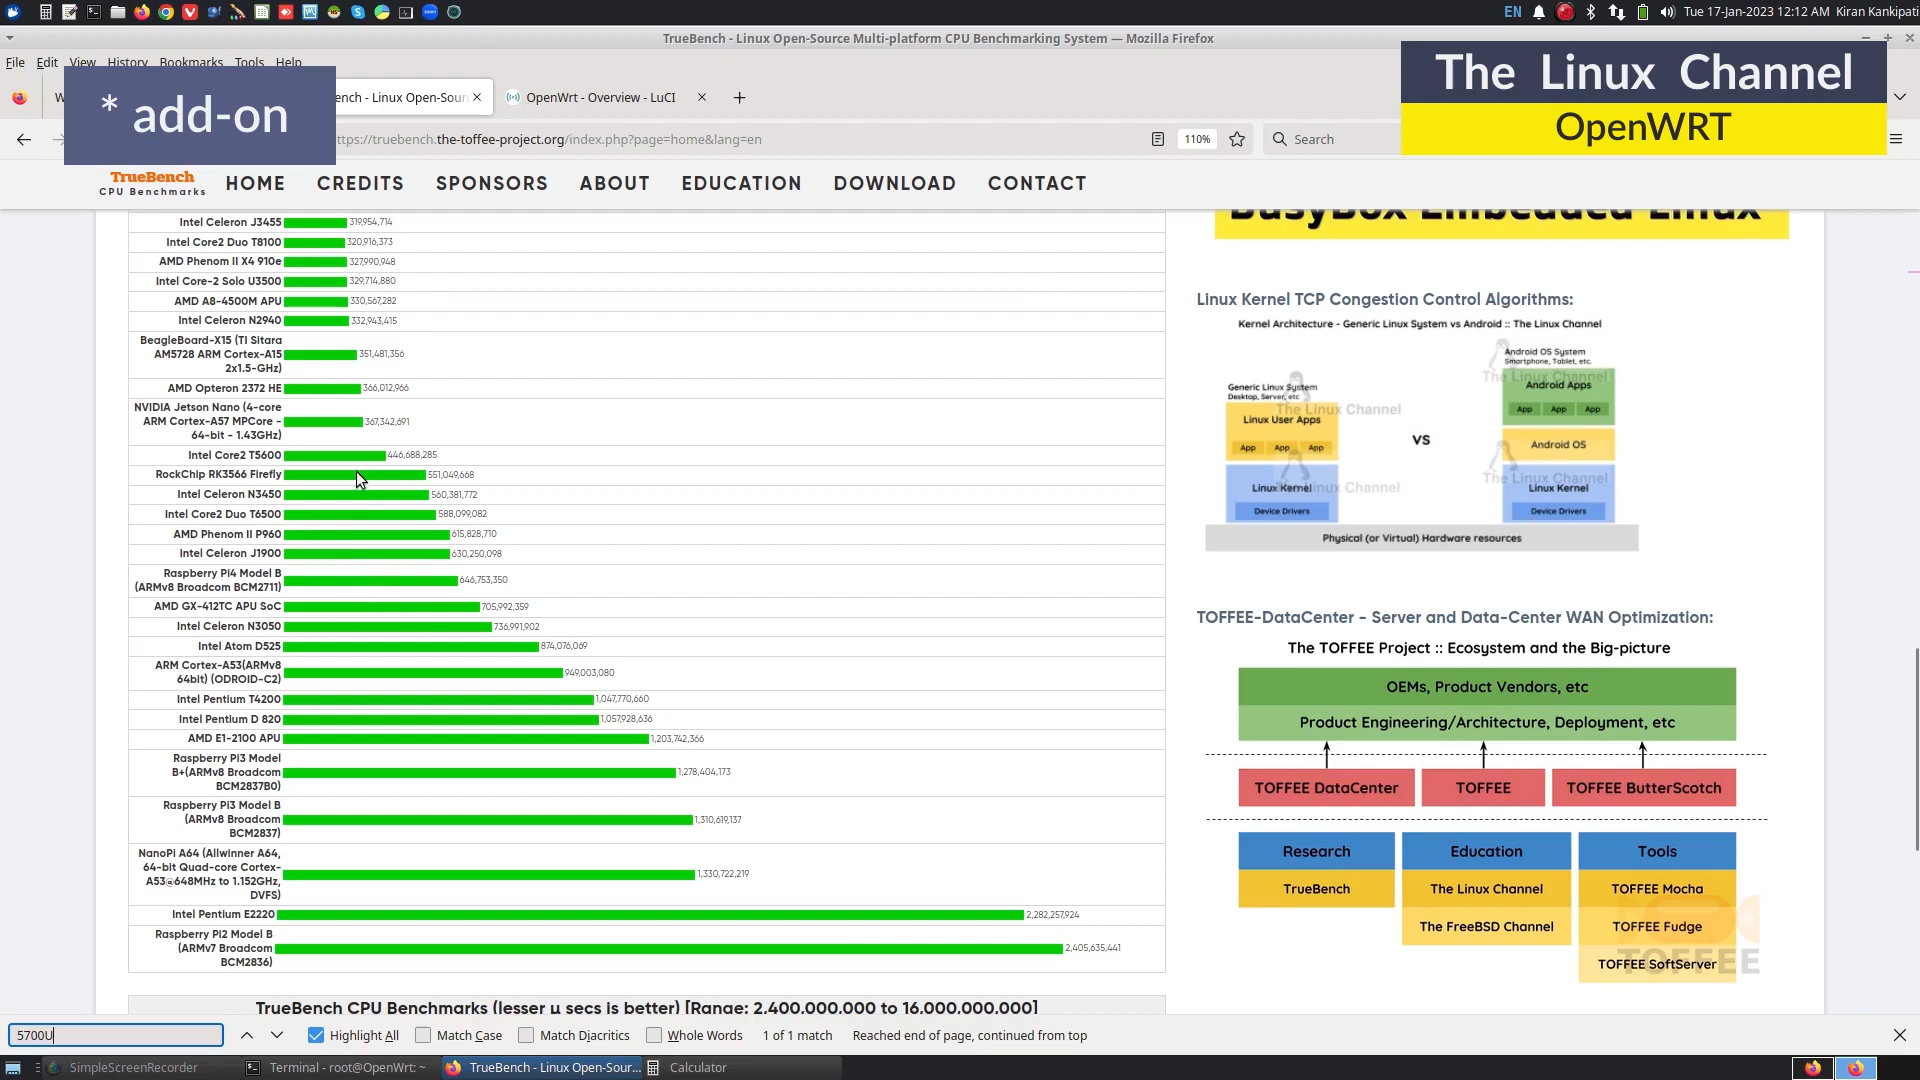 EN
Tue 17-Jan-2023 12:12 AM Kiran Kankipati
TrueBench - Linux Open-Source Multi-platform CPU Benchmarking System — Mozilla Firefox
File Edit View History Bookmarks Tools Help
The Linux Channel
OpenWRT
* add-on
W
ench - Linux Open-Sour
OpenWrt - Overview - LuCI
ttps://truebench.the-toffee-project.org/index.php?page=home&lang=en
110%
Search
TrueBench
CPU Benchmarks
HOME CREDITS SPONSORS ABOUT EDUCATION DOWNLOAD CONTACT
Intel Celeron J3455 319,954,714
Intel Core2 Duo T8100 320,916,373
AMD Phenom II X4 910e 327,990,948
Intel Core-2 Solo U3500 329,714,880
AMD A8-4500M APU 330,567,282
Intel Celeron N2940 332,943,415
BeagleBoard-X15 (TI Sitara
AM5728 ARM Cortex-A15 351,481,356
2x1.5-GHz)
AMD Opteron 2372 HE 366,012,966
NVIDIA Jetson Nano (4-core
ARM Cortex-A57 MPCore - 367,342,691
64-bit - 1.43GHz)
Intel Core2 T5600 446,688,285
RockChip RK3566 Firefly 551,049,668
Intel Celeron N3450 560,381,772
Intel Core2 Duo T6500 588,099,082
AMD Phenom II P960 615,828,710
Intel Celeron J1900 630,250,098
Raspberry Pi4 Model B
(ARMv8 Broadcom BCM2711) 646,753,350
AMD GX-412TC APU SoC 705,992,359
Intel Celeron N3050 736,991,902
Intel Atom D525 874,076,069
ARM Cortex-A53(ARMv8
64bit) (ODROID-C2) 949,003,080
Intel Pentium T4200 1,047,770,660
Intel Pentium D 820 1,057,928,636
AMD E1-2100 APU 1,203,742,366
Raspberry Pi3 Model
B+(ARMv8 Broadcom 1,278,404,173
BCM2837B0)
Raspberry Pi3 Model B
(ARMv8 Broadcom 1,310,619,137
BCM2837)
NanoPi A64 (Allwinner A64,
64-bit Quad-core Cortex-
A53@648MHz to 1.152GHz, 1,330,722,219
DVFS)
Intel Pentium E2220 2,282,257,924
Raspberry Pi2 Model B
(ARMv7 Broadcom 2,405,635,441
BCM2836)
TrueBench CPU Benchmarks (lesser µ secs is better) [Range: 2,400,000,000 to 16,000,000,000]
BusyBox Embedded Linux
Linux Kernel TCP Congestion Control Algorithms:
Kernel Architecture - Generic Linux System vs Android :: The Linux Channel
Android OS System
Smartphone, Tablet, etc.
The Linux Channel
Android Apps
App App App
Android OS
The Linux Channel
Linux Kernel
Device Drivers
Generic Linux System
Desktop, Server, etc
The Linux Channel
Linux User Apps
App App App
VS
Linux Kernel
Linux Channel
Device Drivers
Physical (or Virtual) Hardware resources
TOFFEE-DataCenter - Server and Data-Center WAN Optimization:
The TOFFEE Project :: Ecosystem and the Big-picture
OEMs, Product Vendors, etc
Product Engineering/Architecture, Deployment, etc
TOFFEE DataCenter TOFFEE TOFFEE ButterScotch
Research Education Tools
TrueBench The Linux Channel TOFFEE Mocha
The FreeBSD Channel TOFFEE Fudge
TOFFEE SoftServer
TOFFEE
5700U
Highlight All Match Case Match Diacritics Whole Words 1 of 1 match Reached end of page, continued from top
SimpleScreenRecorder
Terminal - root@OpenWrt: ~
TrueBench - Linux Open-Sour...
Calculator